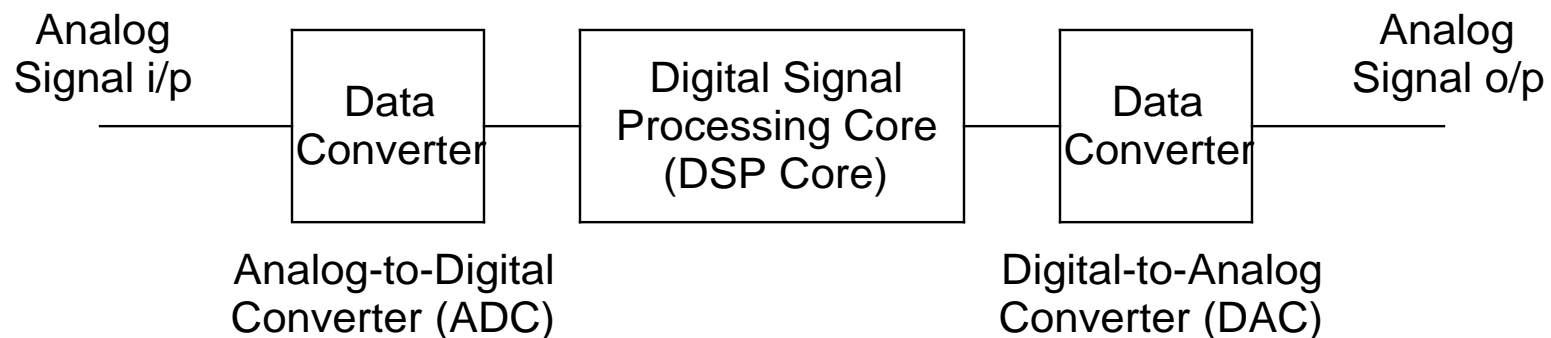 Analog
Signal i/p
Data
Converter
Analog-to-Digital
Converter (ADC)
Digital Signal
Processing Core
(DSP Core)
Data
Converter
Digital-to-Analog
Converter (DAC)
Analog
Signal o/p